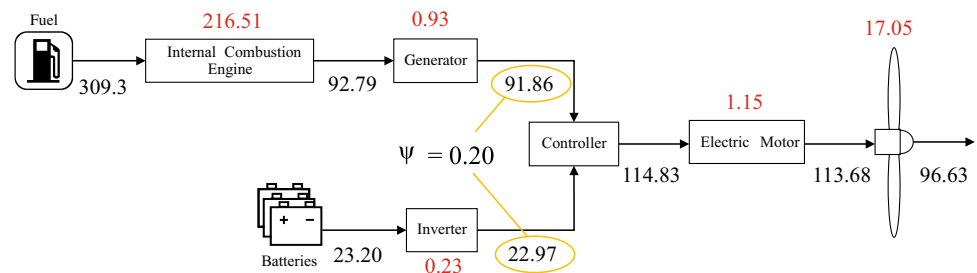 Fuel
216.51
0.93
17.05
Internal Combustion
Engine
Generator
309.3
92.79
91.86
1.15
Ψ = 0.20
Controller
Electric Motor
114.83
113.68
96.63
+ −
Inverter
Batteries
23.20
0.23
22.97